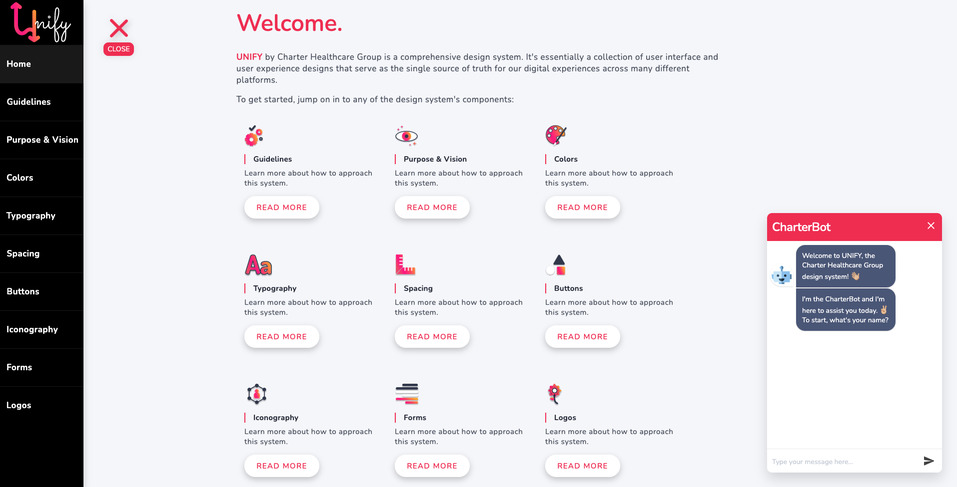 Unify
Home
Guidelines
Purpose & Vision
Colors
Typography
Spacing
Buttons
Iconography
Forms
Logos
CLOSE
Welcome.
UNIFY by Charter Healthcare Group is a comprehensive design system. It's essentially a collection of user interface and
user experience designs that serve as the single source of truth for our digital experiences across many different
platforms.
To get started, jump on in to any of the design system's components:
Guidelines
Learn more about how to approach
this system.
READ MORE
Purpose & Vision
Learn more about how to approach
this system.
READ MORE
Colors
Learn more about how to approach
this system.
READ MORE
Aa
Typography
Learn more about how to approach
this system.
READ MORE
Spacing
Learn more about how to approach
this system.
READ MORE
Buttons
Learn more about how to approach
this system.
READ MORE
Iconography
Learn more about how to approach
this system.
READ MORE
Forms
Learn more about how to approach
this system.
READ MORE
Logos
Learn more about how to approach
this system.
READ MORE
CharterBot
Welcome to UNIFY, the
Charter Healthcare Group
design system! 👋🏼
I'm the CharterBot and I'm
here to assist you today. ✌🏼
To start, what's your name?
Type your message here...